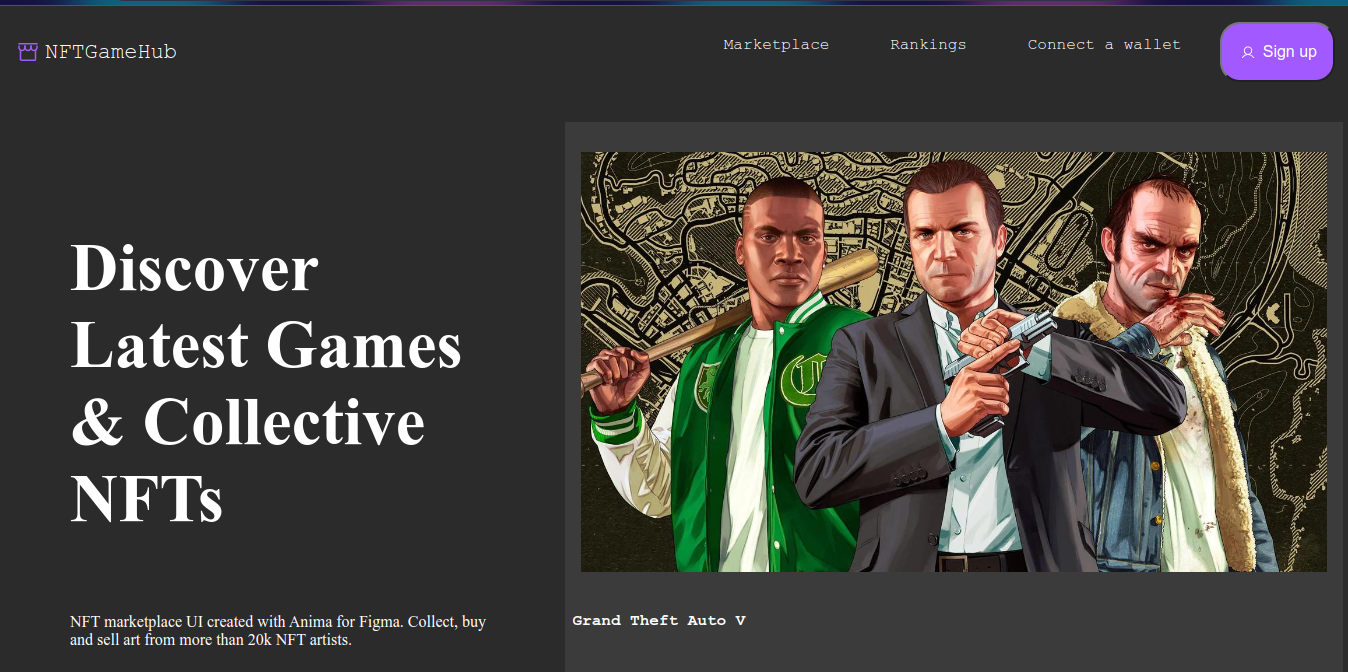 NFTGameHub
Marketplace
Rankings
Connect a wallet
Sign up
Discover
Latest Games
& Collective
NFTs
NFT marketplace UI created with Anima for Figma. Collect, buy
and sell art from more than 20k NFT artists.
Grand Theft Auto V